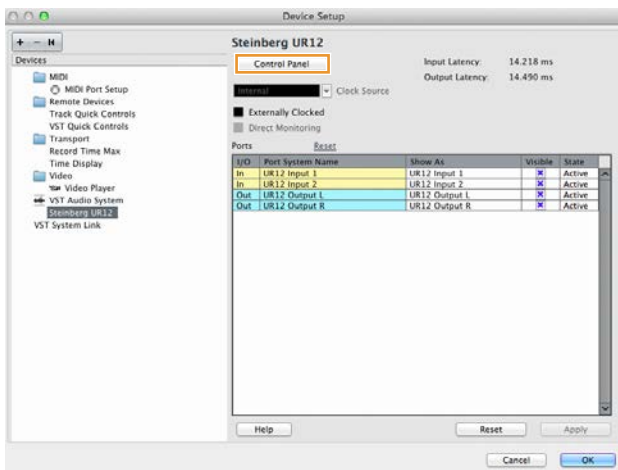 Device Setup
Devices
MIDI
MIDI Port Setup
Remote Devices
Track Quick Controls
VST Quick Controls
Transport
Record Time Max
Time Display
Video
Video Player
VST Audio System
Steinberg UR12
VST System Link
Steinberg UR12
Control Panel
Input Latency: 14.218 ms
Output Latency: 14.490 ms
Internal Clock Source
Externally Clocked
Direct Monitoring
Ports Reset
I/O Port System Name Show As Visible State
In UR12 Input 1 UR12 Input 1 Active
In UR12 Input 2 UR12 Input 2 Active
Out UR12 Output L UR12 Output L Active
Out UR12 Output R UR12 Output R Active
Help Reset Apply
Cancel OK